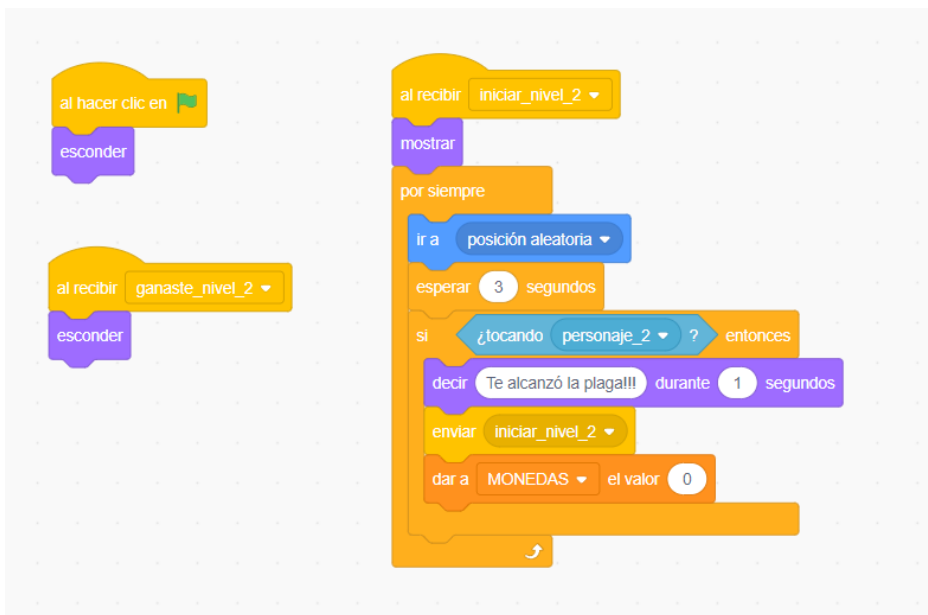 al hacer clic en
esconder
al recibir ganaste_nivel_2
esconder
al recibir iniciar_nivel_2
mostrar
por siempre
ir a posición aleatoria
esperar 3 segundos
si ¿tocando personaje_2 ? entonces
decir Te alcanzó la plaga!!! durante 1 segundos
enviar iniciar_nivel_2
dar a MONEDAS el valor 0